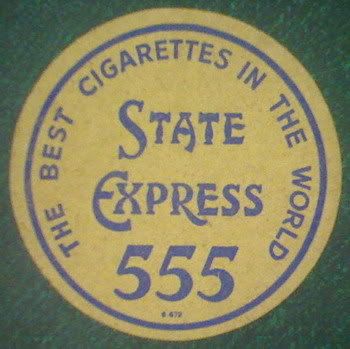 THE BEST CIGARETTES IN THE WORLD
STATE
EXPRESS
555